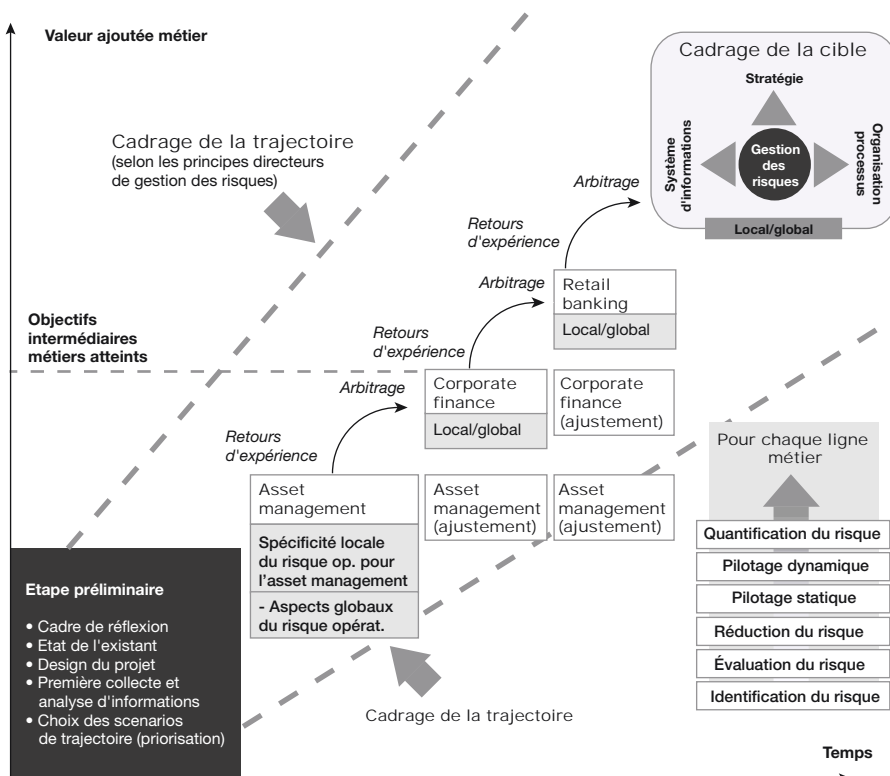 Valeur ajoutée métier
Cadrage de la trajectoire
(selon les principes directeurs
de gestion des risques)
Cadrage de la cible
Stratégie
Système
d'informations
Gestion
des
risques
Organisation
processus
Local/global
Arbitrage
Retours
d'expérience
Retail
banking
Local/global
Arbitrage
Retours
d'expérience
Objectifs
intermédiaires
métiers atteints
Corporate
finance
Local/global
Corporate
finance
(ajustement)
Arbitrage
Retours
d'expérience
Asset
management
Spécificité locale
du risque op. pour
l'asset management
- Aspects globaux
du risque opérat.
Asset
management
(ajustement)
Asset
management
(ajustement)
Pour chaque ligne
métier
Quantification du risque
Pilotage dynamique
Pilotage statique
Réduction du risque
Évaluation du risque
Identification du risque
Etape préliminaire
• Cadre de réflexion
• Etat de l'existant
• Design du projet
• Première collecte et
analyse d'informations
• Choix des scenarios
de trajectoire (priorisation)
Cadrage de la trajectoire
Temps